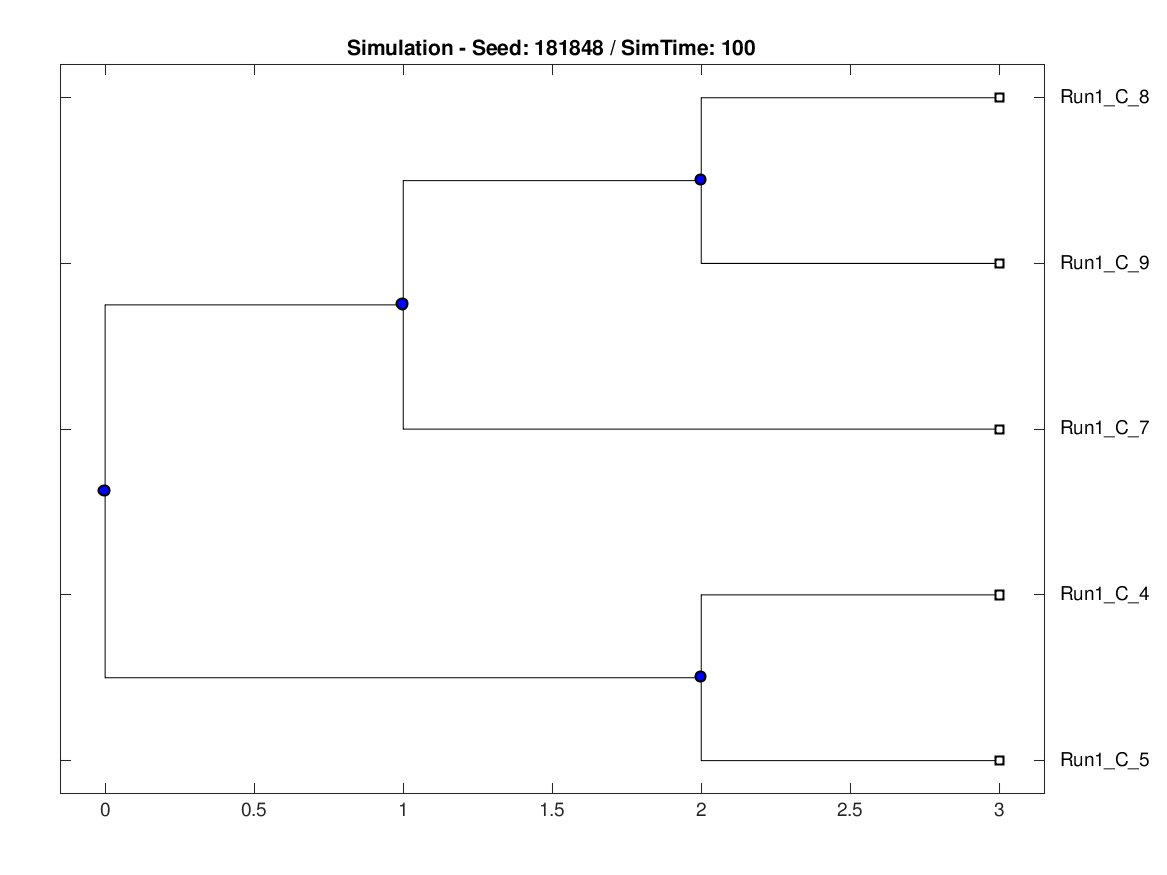 Simulation - Seed: 181848 / SimTime: 100
Run1_C_8
Run1_C_9
Run1_C_7
Run1_C_4
Run1_C_5
0 0.5 1 1.5 2 2.5 3